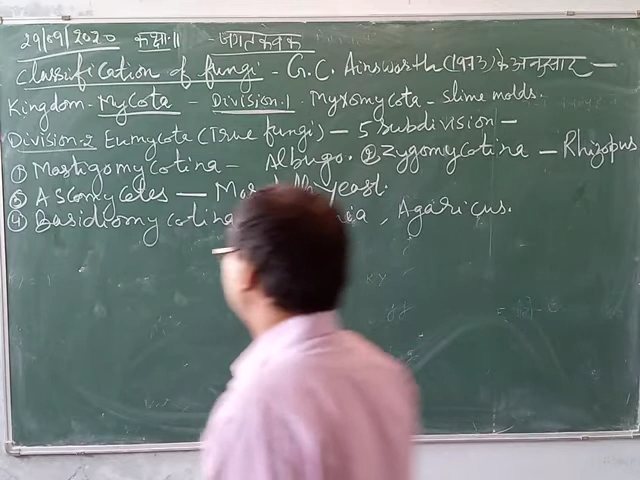 29/09/2020 कक्षा 11 - जगत कवक
Classification of fungi - G.C. Ainsworth (1973) के अनुसार -
Kingdom - Mycota - Division.1 Myxomycota - slime molds.
Division-2 Eumycota (True fungi) - 5 subdivision -
① Mastigomycotina - Albugo. ② Zygomycotina - Rhizopus
③ Ascomycetes - yeast.
④ Basidiomycotina , Agaricus.